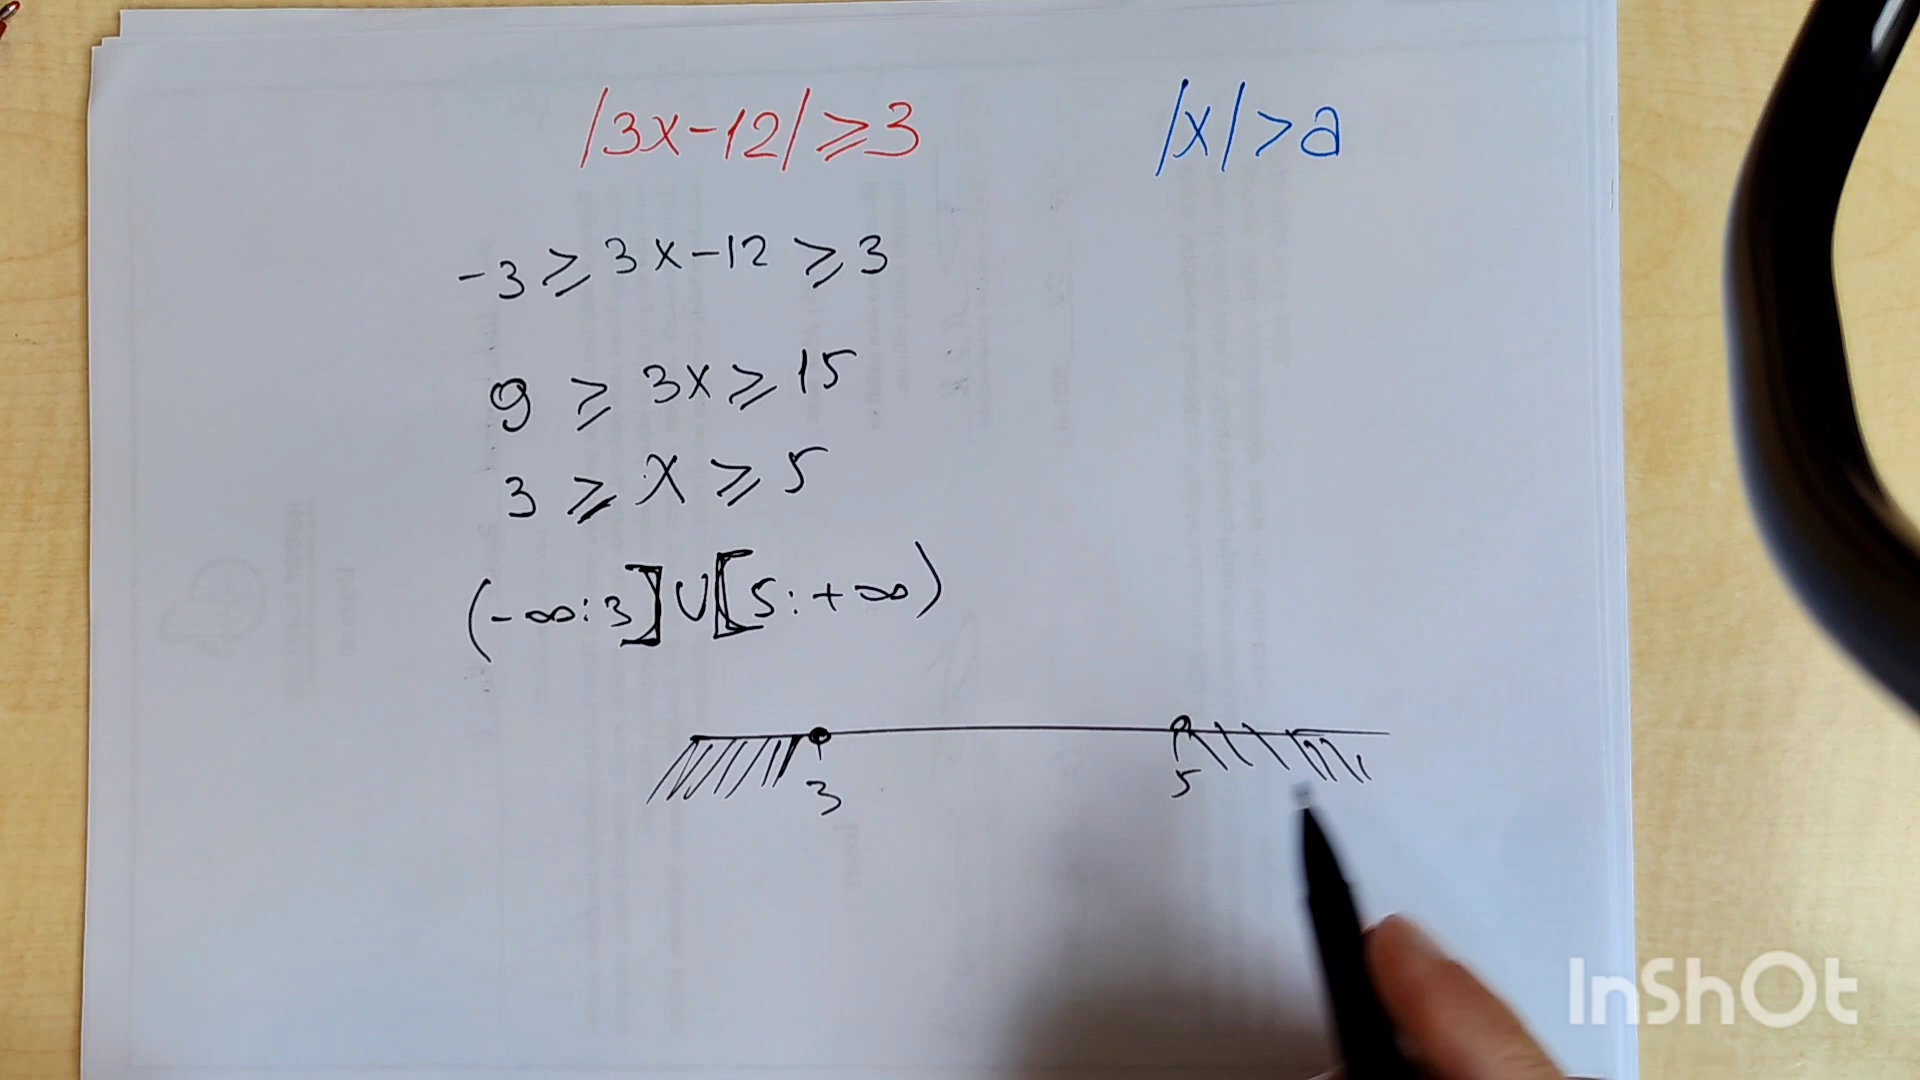 |3x-12|⩾3
|x|>a
-3 ⩾ 3x-12 ⩾ 3
9 ⩾ 3x ⩾ 15
3 ⩾ x ⩾ 5
(-∞:3]∪[5:+∞)
3
5
InShOt